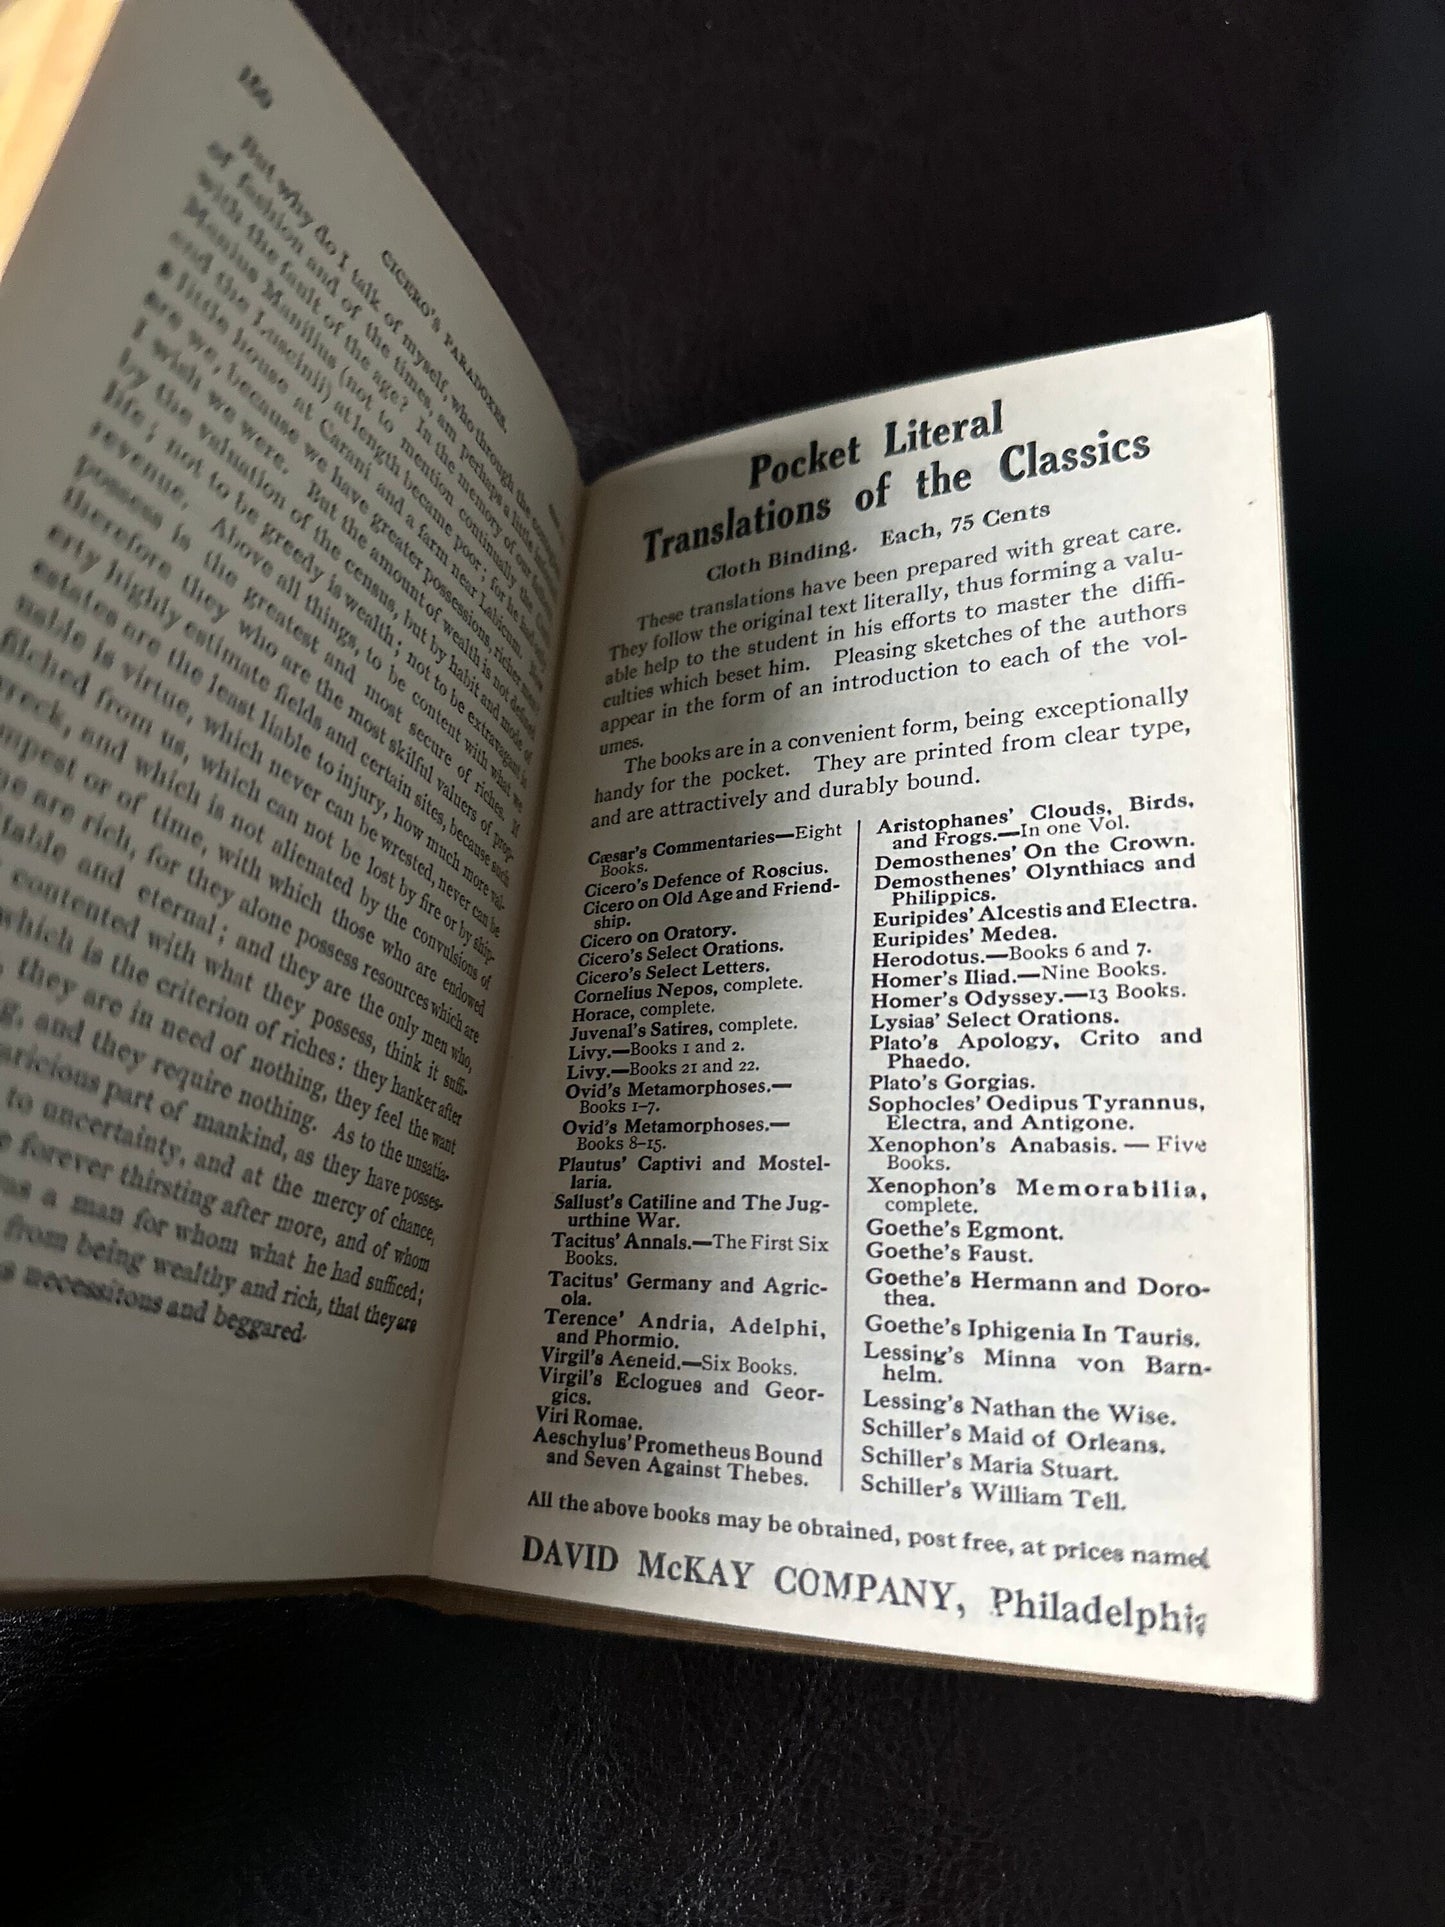 CICERO'S PARADOXES.
But why do I talk of myself, who through the
of fashion and of the times, am perhaps a little
with the fault of the age? In the memory of our
Manius Manilius (not to mention continually the
and the Luscinii) at length became poor; for he
a little house at Carani and a farm near Labicum.
are we, because we have greater possessions, richer men?
I wish we were. But the amount of wealth is not defined
by the valuation of the census, but by habit and mode of
life; not to be greedy is wealth; not to be extravagant is
revenue. Above all things, to be content with what we
possess is the greatest and most secure of riches. If
therefore they who are the most skilful valuers of prop-
erty highly estimate fields and certain sites, because such
estates are the least liable to injury, how much more val-
uable is virtue, which never can be wrested, never can be
filched from us, which can not be lost by fire or by ship-
wreck, and which is not alienated by the convulsions of
tempest or of time, with which those who are endowed
are rich, for they alone possess resources which are
and eternal; and they are the only men who,
contented with what they possess, think it suffi-
which is the criterion of riches: they hanker after
they are in need of nothing, they feel the want
and they require nothing. As to the unsatia-
part of mankind, as they have posses-
to uncertainty, and at the mercy of chance,
forever thirsting after more, and of whom
was a man for whom what he had sufficed;
from being wealthy and rich, that they are
necessitous and beggared.
Pocket Literal
Translations of the Classics
Cloth Binding. Each, 75 Cents
These translations have been prepared with great care.
They follow the original text literally, thus forming a valu-
able help to the student in his efforts to master the diffi-
culties which beset him. Pleasing sketches of the authors
appear in the form of an introduction to each of the vol-
umes.
The books are in a convenient form, being exceptionally
handy for the pocket. They are printed from clear type,
and are attractively and durably bound.
Cæsar's Commentaries—Eight
Books.
Cicero's Defence of Roscius.
Cicero on Old Age and Friend-
ship.
Cicero on Oratory.
Cicero's Select Orations.
Cicero's Select Letters.
Cornelius Nepos, complete.
Horace, complete.
Juvenal's Satires, complete.
Livy.—Books 1 and 2.
Livy.—Books 21 and 22.
Ovid's Metamorphoses.—
Books 1-7.
Ovid's Metamorphoses.—
Books 8-15.
Plautus' Captivi and Mostel-
laria.
Sallust's Catiline and The Jug-
urthine War.
Tacitus' Annals.—The First Six
Books.
Tacitus' Germany and Agric-
ola.
Terence' Andria, Adelphi,
and Phormio.
Virgil's Aeneid.—Six Books.
Virgil's Eclogues and Geor-
gics.
Viri Romae.
Aeschylus' Prometheus Bound
and Seven Against Thebes.
Aristophanes' Clouds, Birds,
and Frogs.—In one Vol.
Demosthenes' On the Crown.
Demosthenes' Olynthiacs and
Philippics.
Euripides' Alcestis and Electra.
Euripides' Medea.
Herodotus.—Books 6 and 7.
Homer's Iliad.—Nine Books.
Homer's Odyssey.—13 Books.
Lysias' Select Orations.
Plato's Apology, Crito and
Phaedo.
Plato's Gorgias.
Sophocles' Oedipus Tyrannus,
Electra, and Antigone.
Xenophon's Anabasis. — Five
Books.
Xenophon's Memorabilia,
complete.
Goethe's Egmont.
Goethe's Faust.
Goethe's Hermann and Doro-
thea.
Goethe's Iphigenia In Tauris.
Lessing's Minna von Barn-
helm.
Lessing's Nathan the Wise.
Schiller's Maid of Orleans.
Schiller's Maria Stuart.
Schiller's William Tell.
All the above books may be obtained, post free, at prices named
DAVID McKAY COMPANY, Philadelphia